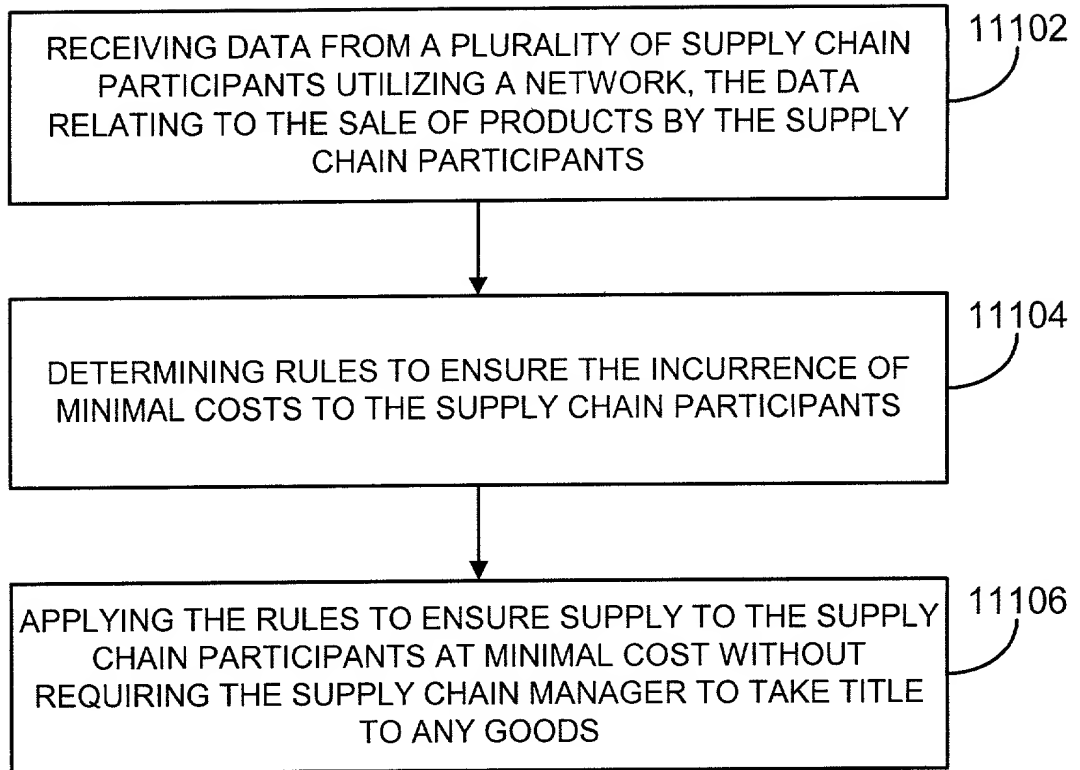 RECEIVING DATA FROM A PLURALITY OF SUPPLY CHAIN
PARTICIPANTS UTILIZING A NETWORK, THE DATA
RELATING TO THE SALE OF PRODUCTS BY THE SUPPLY
CHAIN PARTICIPANTS
11102
DETERMINING RULES TO ENSURE THE INCURRENCE OF
MINIMAL COSTS TO THE SUPPLY CHAIN PARTICIPANTS
11104
APPLYING THE RULES TO ENSURE SUPPLY TO THE SUPPLY
CHAIN PARTICIPANTS AT MINIMAL COST WITHOUT
REQUIRING THE SUPPLY CHAIN MANAGER TO TAKE TITLE
TO ANY GOODS
11106